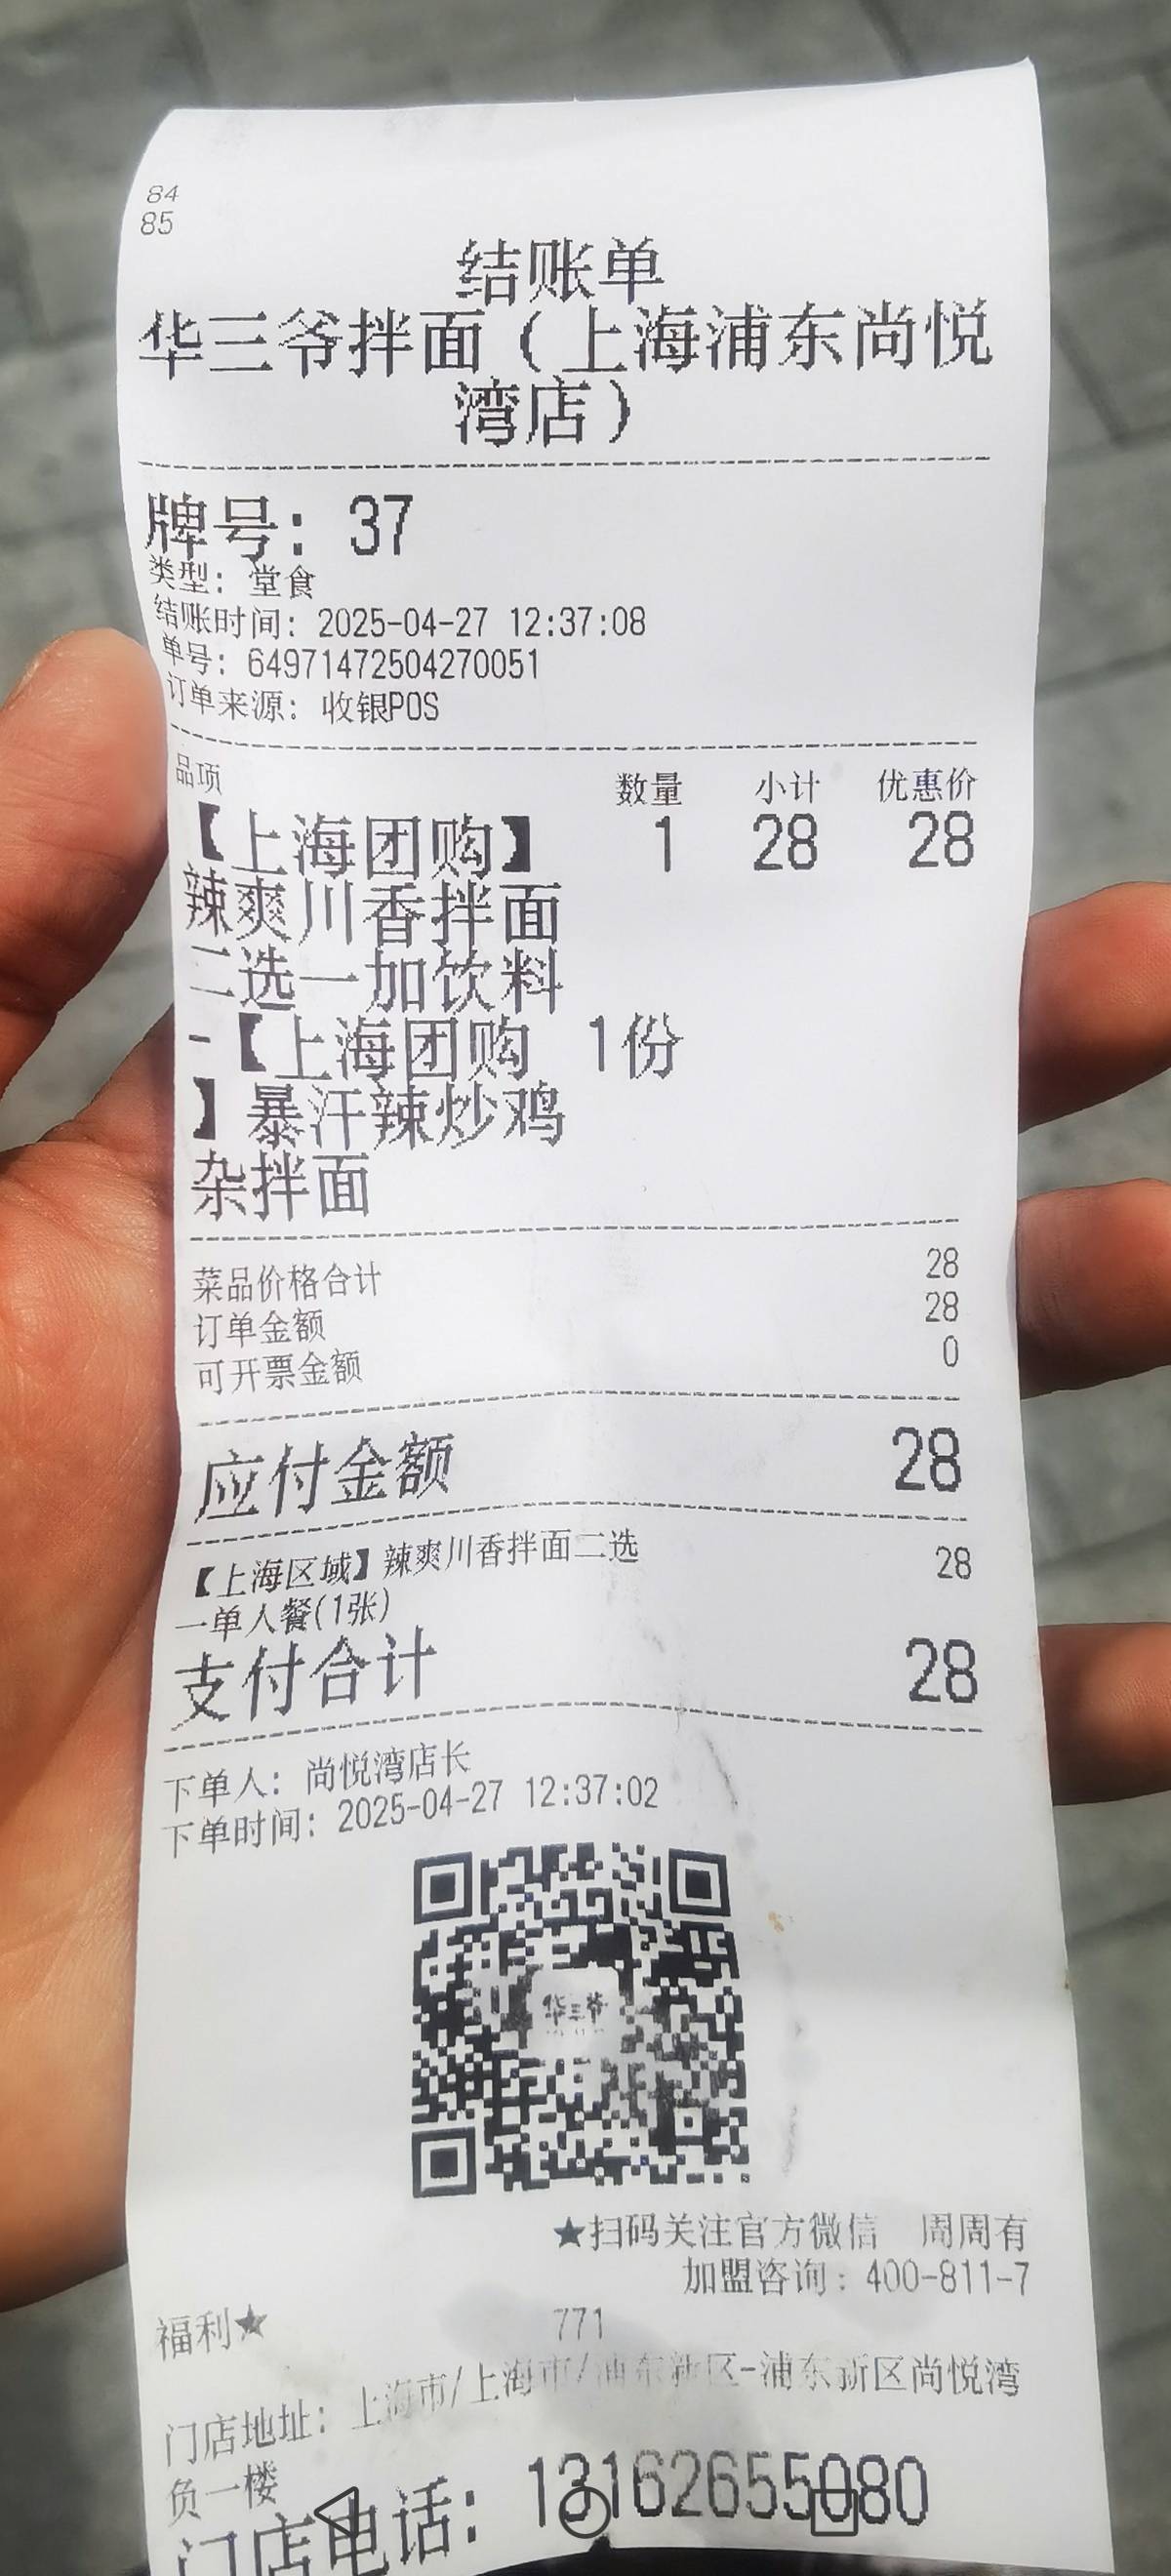 84
85
结账单
华三爷拌面（上海浦东尚悦
湾店）
牌号: 37
类型: 堂食
结账时间: 2025-04-27 12:37:08
单号: 64971472504270051
订单来源: 收银POS
品项 数量 小计 优惠价
【上海团购】 1 28 28
辣爽川香拌面
二选一加饮料
-【上海团购 1份
】暴汗辣炒鸡
杂拌面
菜品价格合计 28
订单金额 28
可开票金额 0
应付金额 28
【上海区域】辣爽川香拌面二选 28
一单人餐(1张)
支付合计 28
下单人: 尚悦湾店长
下单时间: 2025-04-27 12:37:02
华三爷
★扫码关注官方微信 周周有
加盟咨询: 400-811-7
福利★ 771
门店地址: 上海市/上海市/浦东新区-浦东新区尚悦湾
负一楼
门店电话: 13162655080